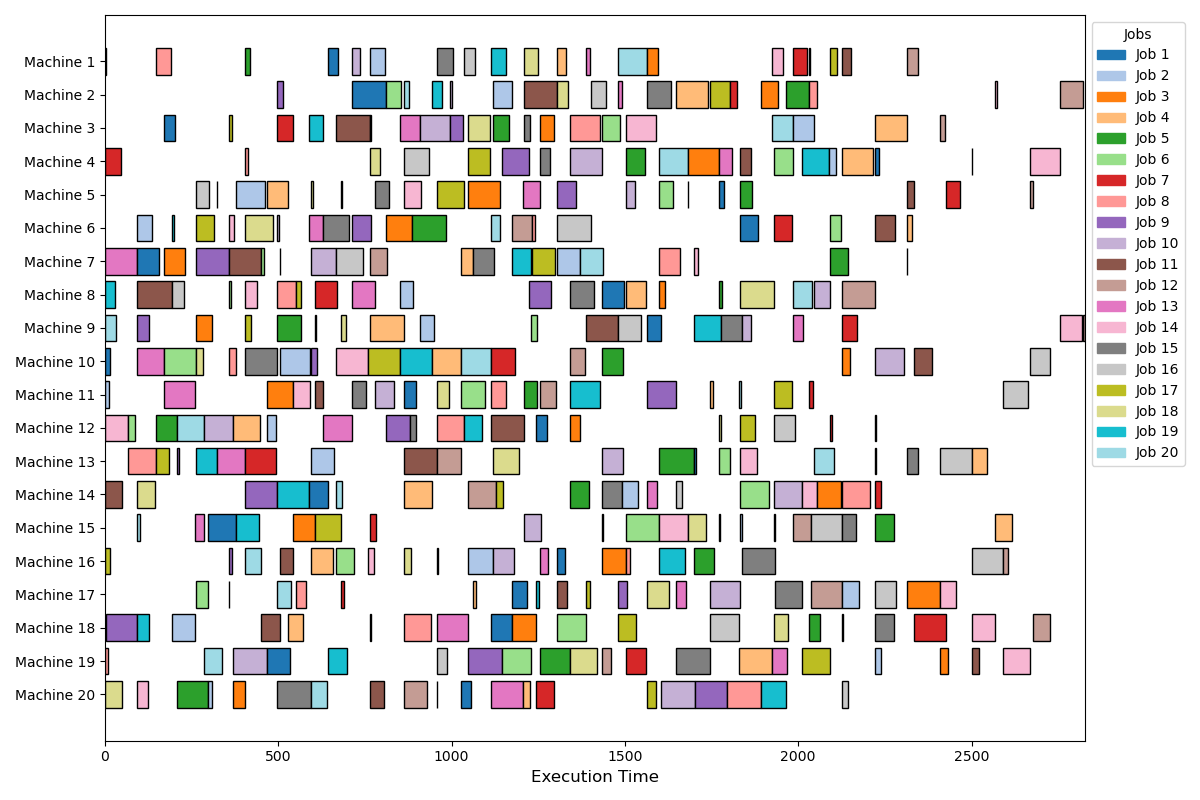 Machine 1
Machine 2
Machine 3
Machine 4
Machine 5
Machine 6
Machine 7
Machine 8
Machine 9
Machine 10
Machine 11
Machine 12
Machine 13
Machine 14
Machine 15
Machine 16
Machine 17
Machine 18
Machine 19
Machine 20
0 500 1000 1500 2000 2500
Execution Time
Jobs
Job 1
Job 2
Job 3
Job 4
Job 5
Job 6
Job 7
Job 8
Job 9
Job 10
Job 11
Job 12
Job 13
Job 14
Job 15
Job 16
Job 17
Job 18
Job 19
Job 20